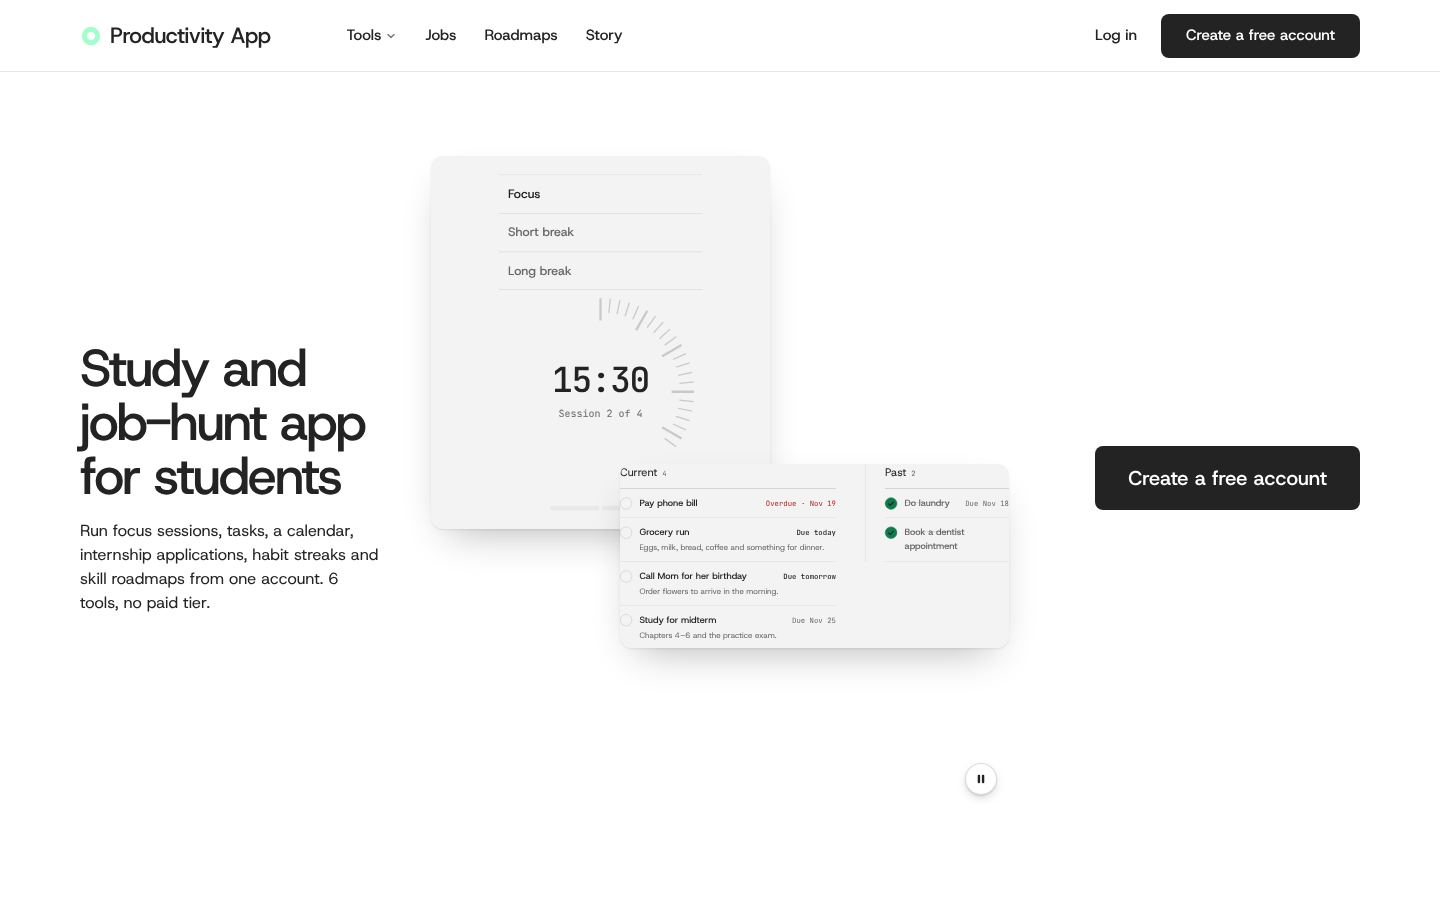 Productivity App
Tools
Jobs
Roadmaps
Story
Log in
Create a free account
Study and
job-hunt app
for students
Run focus sessions, tasks, a calendar,
internship applications, habit streaks and
skill roadmaps from one account. 6
tools, no paid tier.
Focus
Short break
Long break
15:30
Session 2 of 4
Current 4
Pay phone bill Overdue · Nov 19
Grocery run Due today
Eggs, milk, bread, coffee and something for dinner.
Call Mom for her birthday Due tomorrow
Order flowers to arrive in the morning.
Study for midterm Due Nov 25
Chapters 4–6 and the practice exam.
Past 2
Do laundry Due Nov 18
Book a dentist
appointment
Create a free account